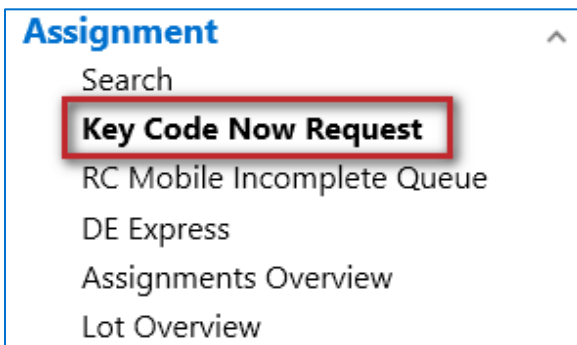 Assignment
Search
Key Code Now Request
RC Mobile Incomplete Queue
DE Express
Assignments Overview
Lot Overview